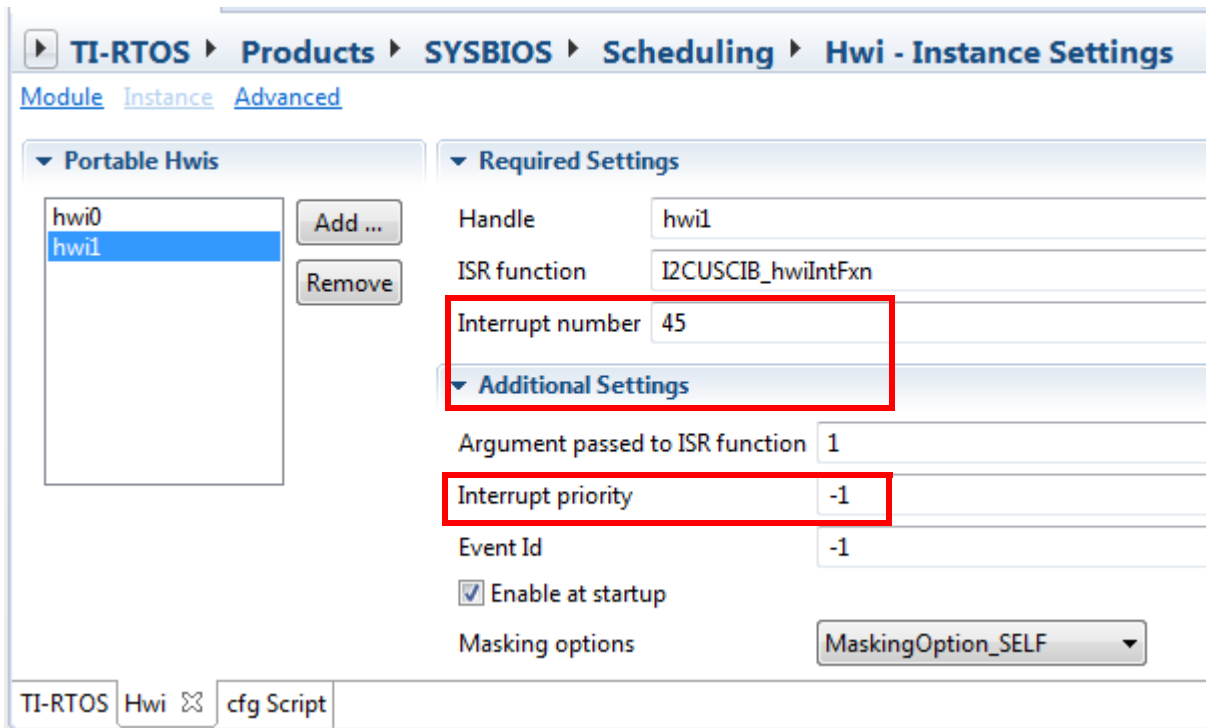 TI-RTOS Products SYSBIOS Scheduling Hwi - Instance Settings
Module Instance Advanced
Portable Hwis
hwi0
hwi1
Add ...
Remove
Required Settings
Handle hwi1
ISR function I2CUSCIB_hwiIntFxn
Interrupt number 45
Additional Settings
Argument passed to ISR function 1
Interrupt priority -1
Event Id -1
Enable at startup
Masking options MaskingOption_SELF
TI-RTOS Hwi cfg Script